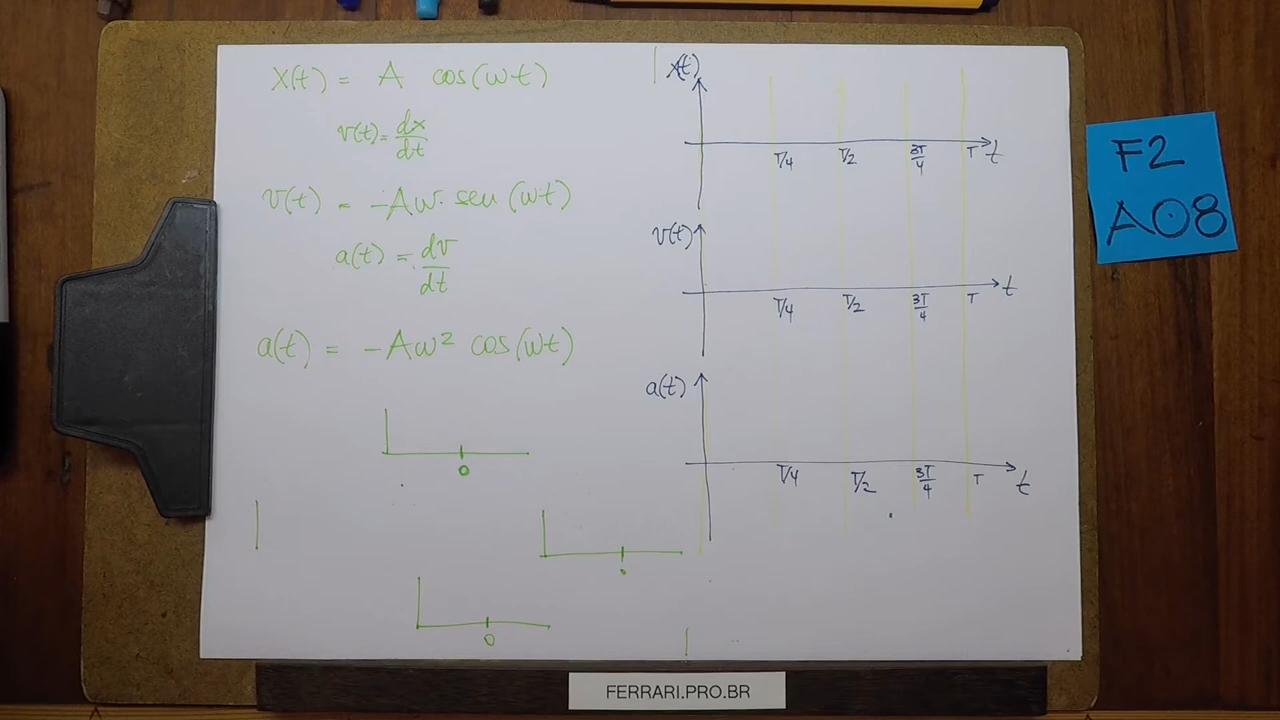 x(t) = A cos(ωt)
v(t) = dx/dt
v(t) = -Aω · sen (ωt)
a(t) = dv/dt
a(t) = -Aω² cos(ωt)
0
0
0
x(t)
T/4 T/2 3T/4 T t
v(t)
T/4 T/2 3T/4 T t
a(t)
T/4 T/2 3T/4 T t
F2
A08
FERRARI.PRO.BR